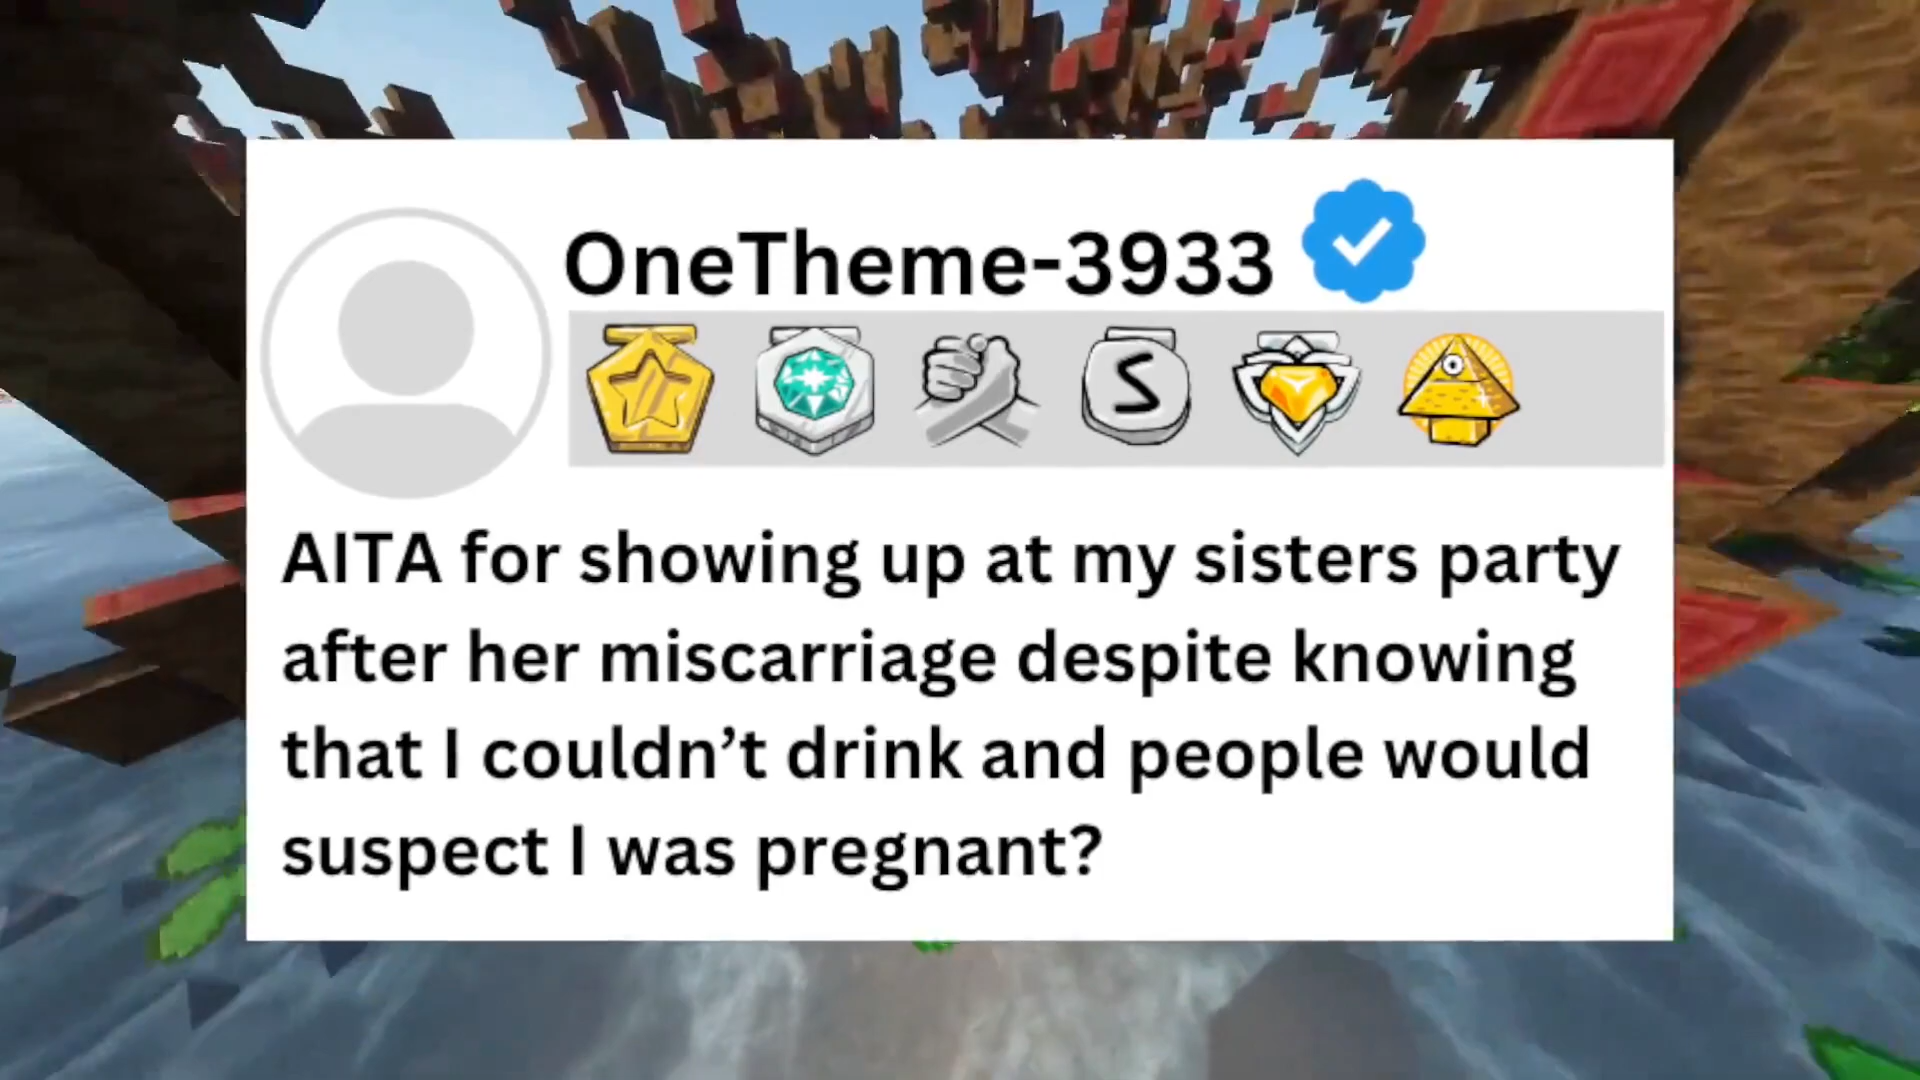 OneTheme-3933
S
AITA for showing up at my sisters party
after her miscarriage despite knowing
that I couldn’t drink and people would
suspect I was pregnant?